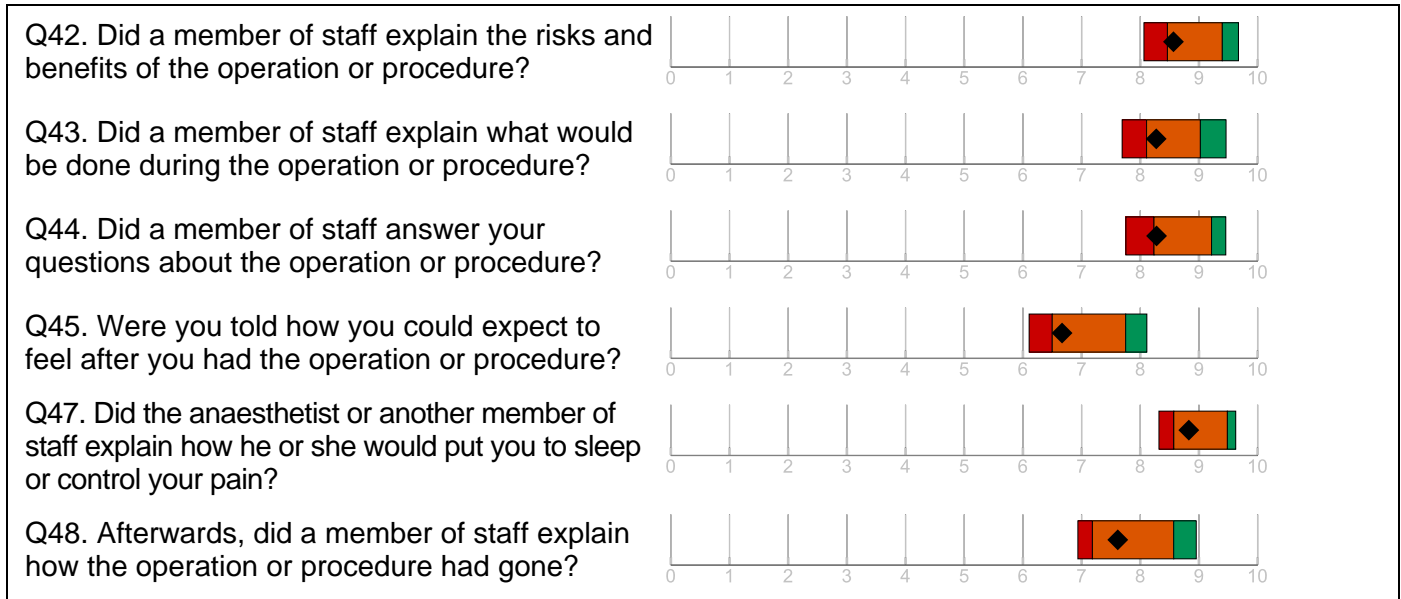 Q42. Did a member of staff explain the risks and
benefits of the operation or procedure?
0 1 2 3 4 5 6 7 8 9 10
Q43. Did a member of staff explain what would
be done during the operation or procedure?
0 1 2 3 4 5 6 7 8 9 10
Q44. Did a member of staff answer your
questions about the operation or procedure?
0 1 2 3 4 5 6 7 8 9 10
Q45. Were you told how you could expect to
feel after you had the operation or procedure?
0 1 2 3 4 5 6 7 8 9 10
Q47. Did the anaesthetist or another member of
staff explain how he or she would put you to sleep
or control your pain?
0 1 2 3 4 5 6 7 8 9 10
Q48. Afterwards, did a member of staff explain
how the operation or procedure had gone?
0 1 2 3 4 5 6 7 8 9 10